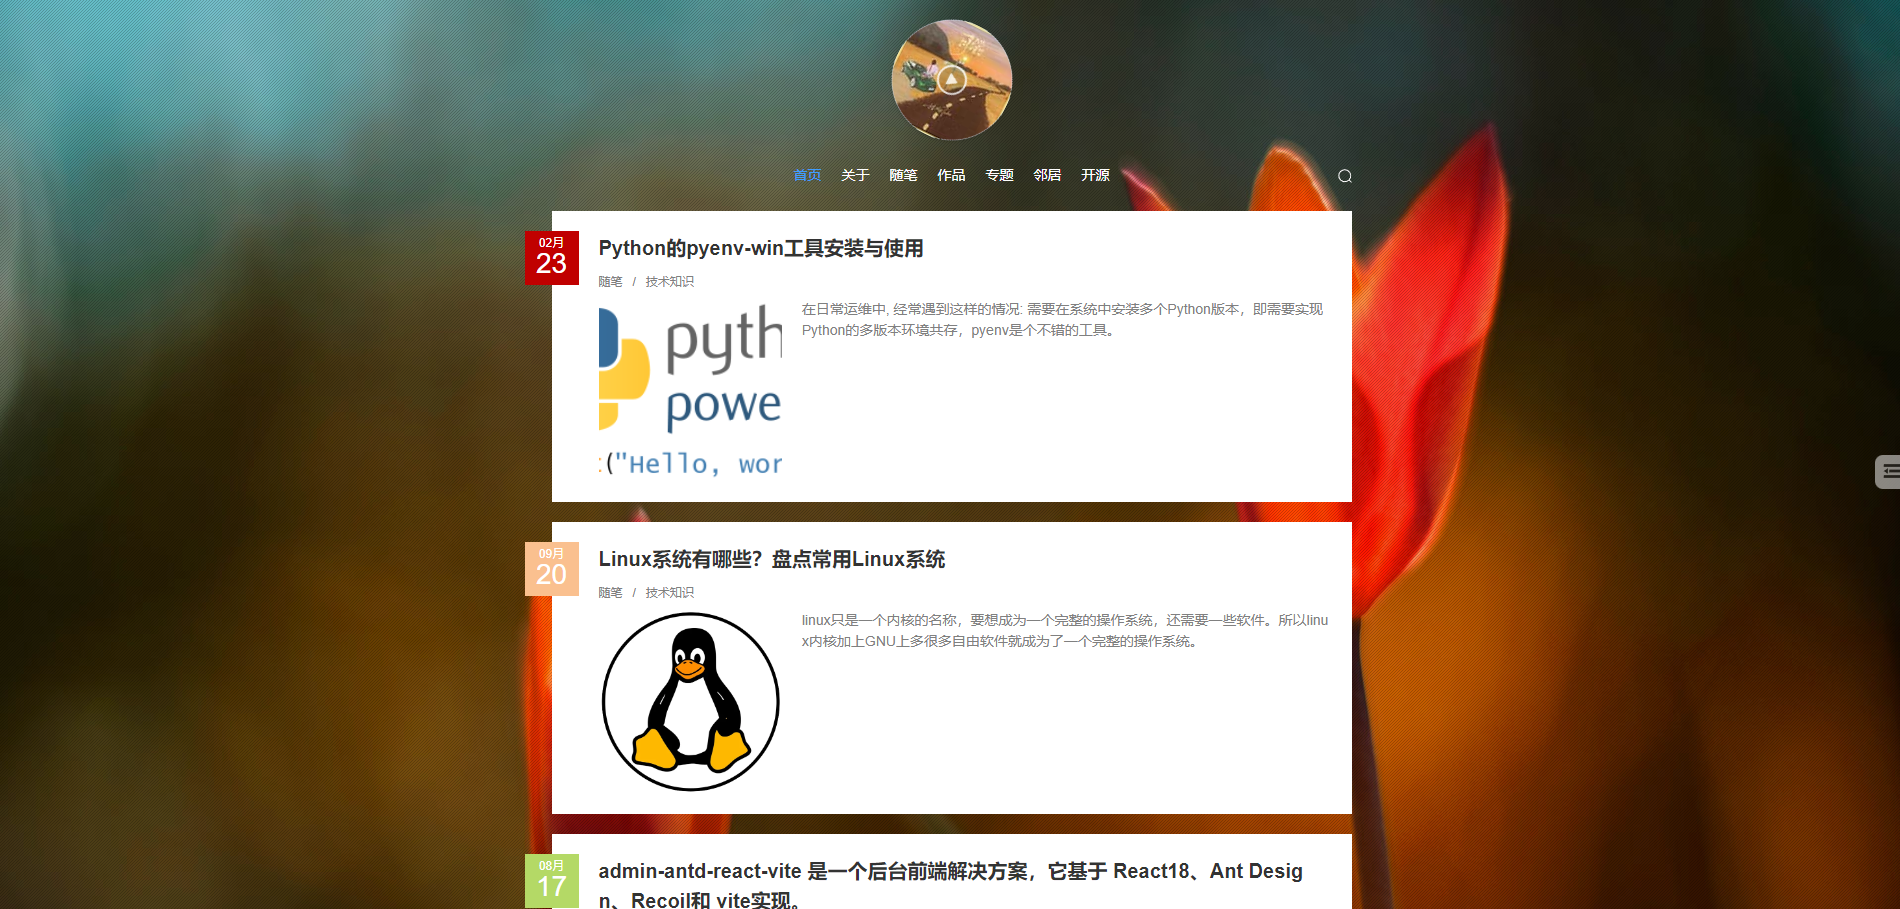 首页 关于 随笔 作品 专题 邻居 开源
02月
23
Python的pyenv-win工具安装与使用
随笔 / 技术知识
在日常运维中, 经常遇到这样的情况: 需要在系统中安装多个Python版本，即需要实现
Python的多版本环境共存，pyenv是个不错的工具。
pyth
powe
("Hello, wor
09月
20
Linux系统有哪些？盘点常用Linux系统
随笔 / 技术知识
linux只是一个内核的名称，要想成为一个完整的操作系统，还需要一些软件。所以linu
x内核加上GNU上多很多自由软件就成为了一个完整的操作系统。
08月
17
admin-antd-react-vite 是一个后台前端解决方案，它基于 React18、Ant Desig
n、Recoil和 vite实现。